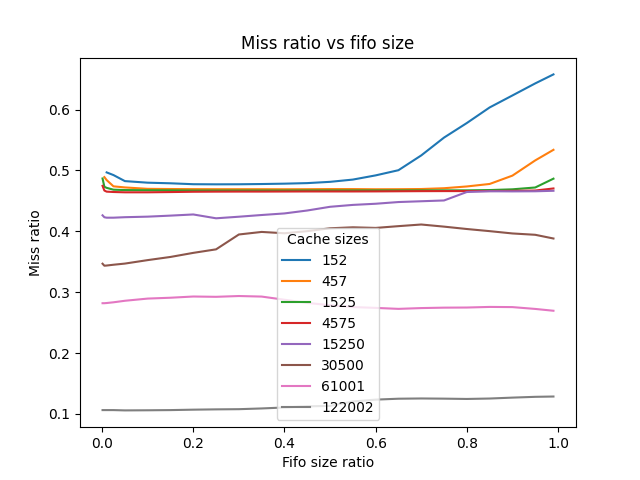 Miss ratio vs fifo size
Miss ratio
0.6
0.5
0.4
0.3
0.2
0.1
Cache sizes
152
457
1525
4575
15250
30500
61001
122002
0.0 0.2 0.4 0.6 0.8 1.0
Fifo size ratio